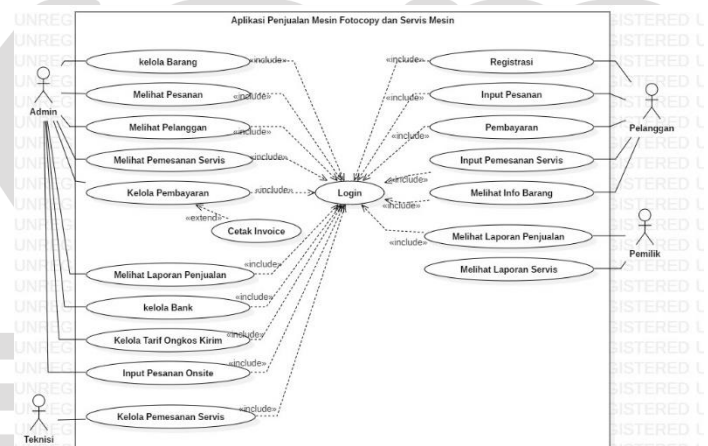 Aplikasi Penjualan Mesin Fotocopy dan Servis Mesin
kelola Barang
«include»
Melihat Pesanan
«include»
Melihat Pelanggan
«include»
Melihat Pemesanan Servis
«include»
Kelola Pembayaran
«include»
«extend»
Cetak Invoice
Melihat Laporan Penjualan
«include»
kelola Bank
«include»
Kelola Tarif Ongkos Kirim
«include»
Input Pesanan Onsite
«include»
Kelola Pemesanan Servis
«include»
Admin
Teknisi
Login
«include»
Registrasi
«include»
Input Pesanan
«include»
Pembayaran
Input Pemesanan Servis
«include»
Melihat Info Barang
«include»
Melihat Laporan Penjualan
«include»
Melihat Laporan Servis
Pelanggan
Pemilik